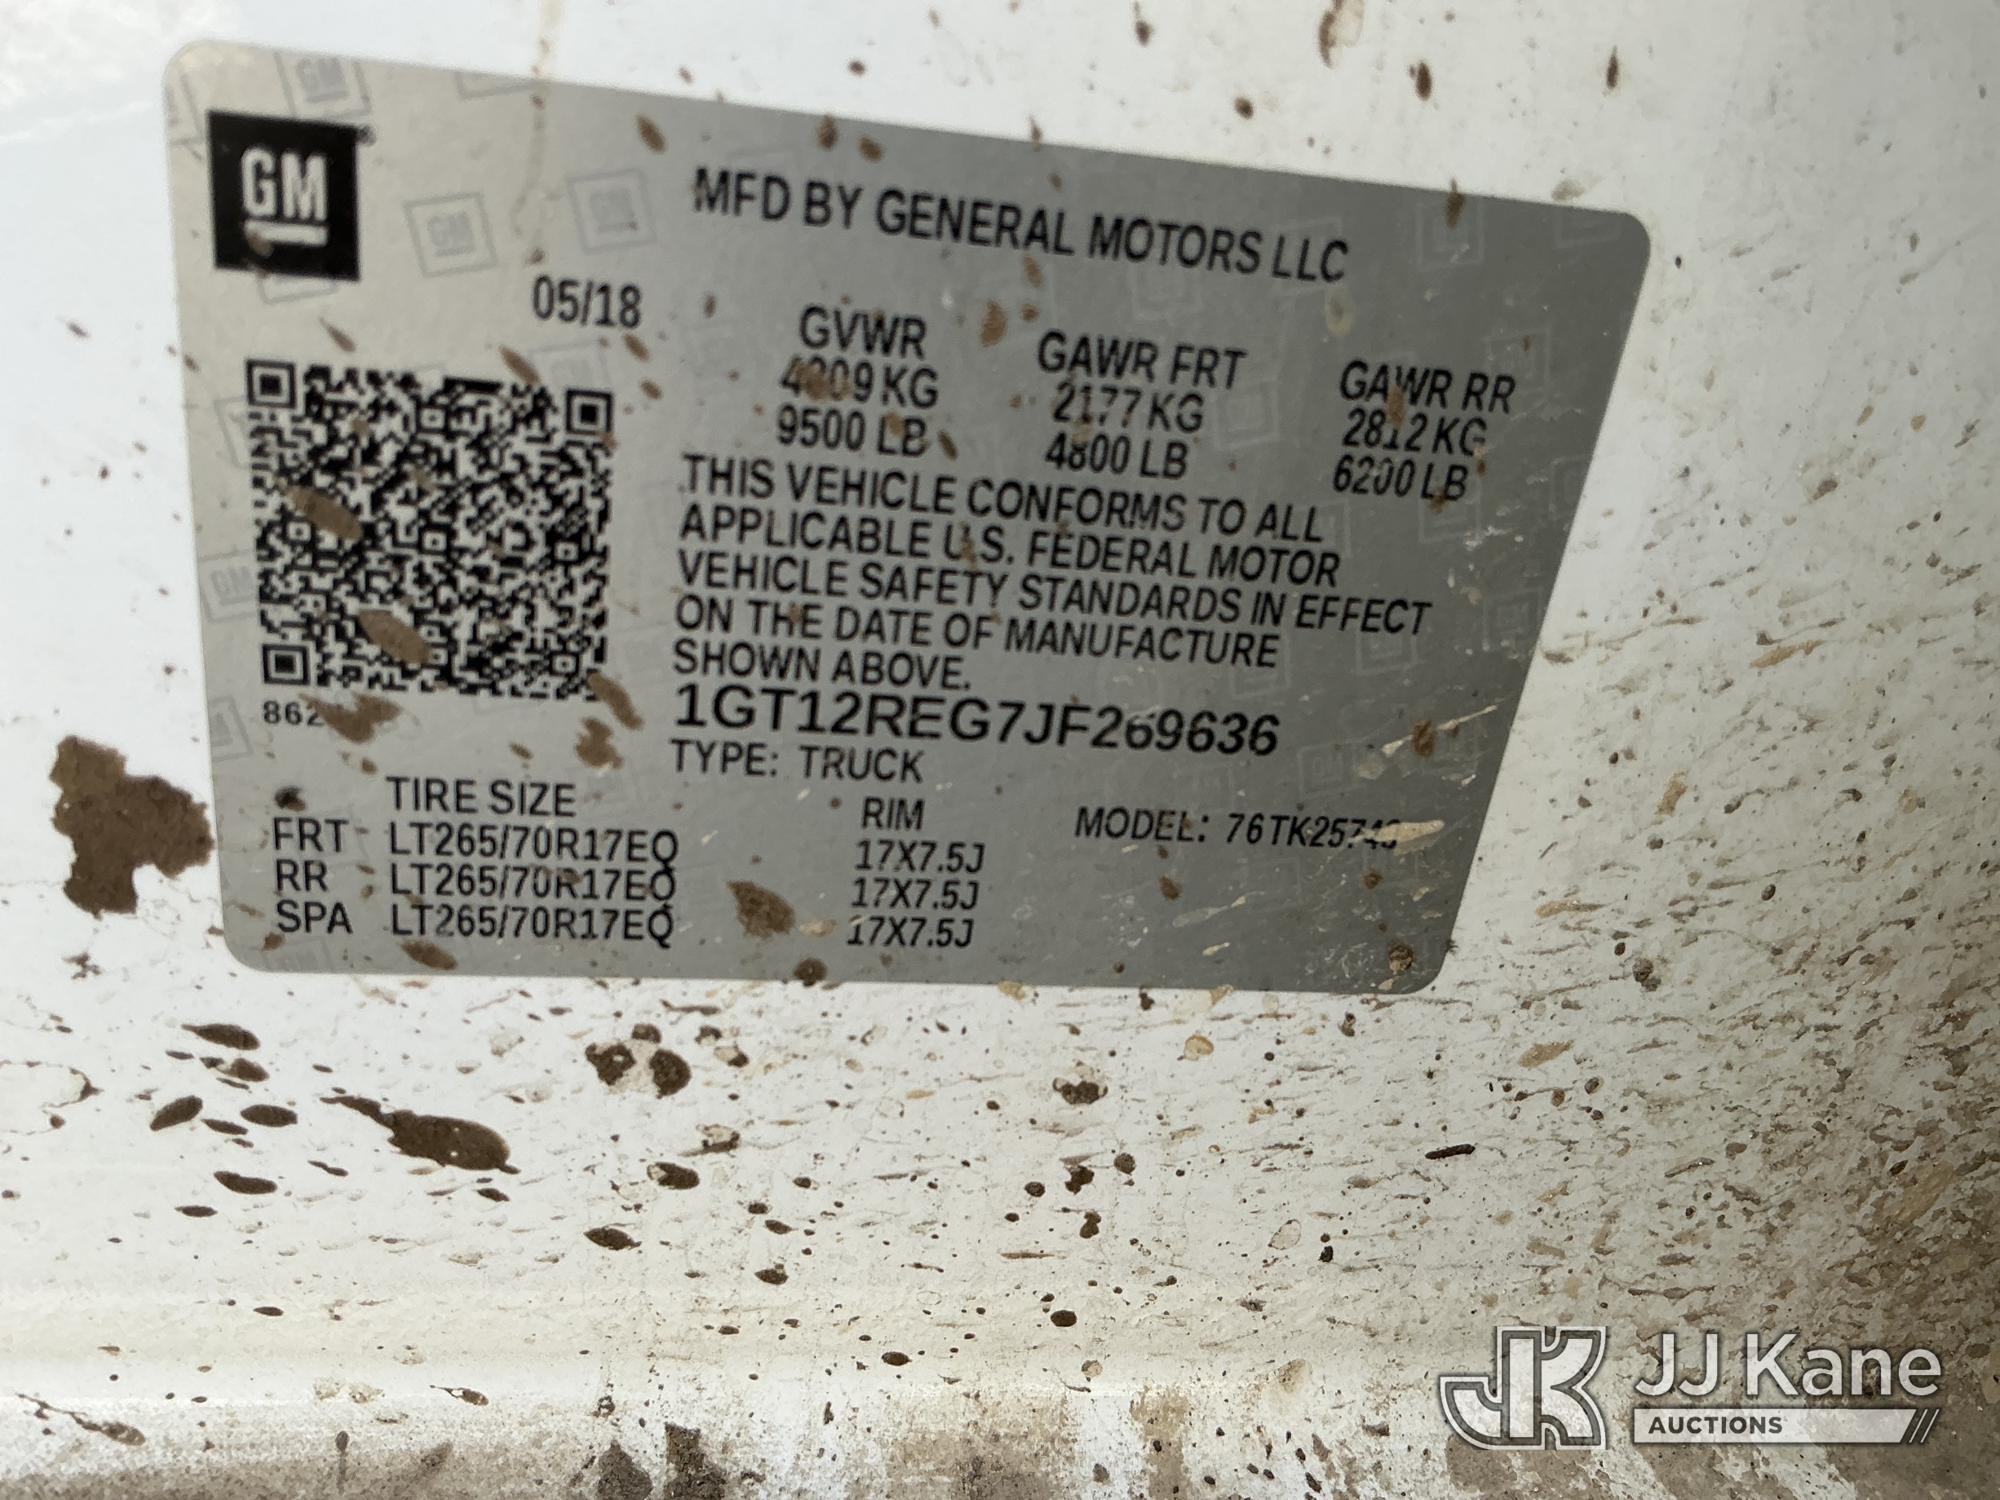 GM
MFD BY GENERAL MOTORS LLC
05/18
GVWR GAWR FRT GAWR RR
4309 KG 2177 KG 2812 KG
9500 LB 4800 LB 6200 LB
THIS VEHICLE CONFORMS TO ALL
APPLICABLE U.S. FEDERAL MOTOR
VEHICLE SAFETY STANDARDS IN EFFECT
ON THE DATE OF MANUFACTURE
SHOWN ABOVE.
1GT12REG7JF269636
TYPE: TRUCK
TIRE SIZE RIM MODEL:
FRT LT265/70R17EQ 17X7.5J
RR LT265/70R17EQ 17X7.5J
SPA LT265/70R17EQ 17X7.5J
JK JJ Kane
AUCTIONS